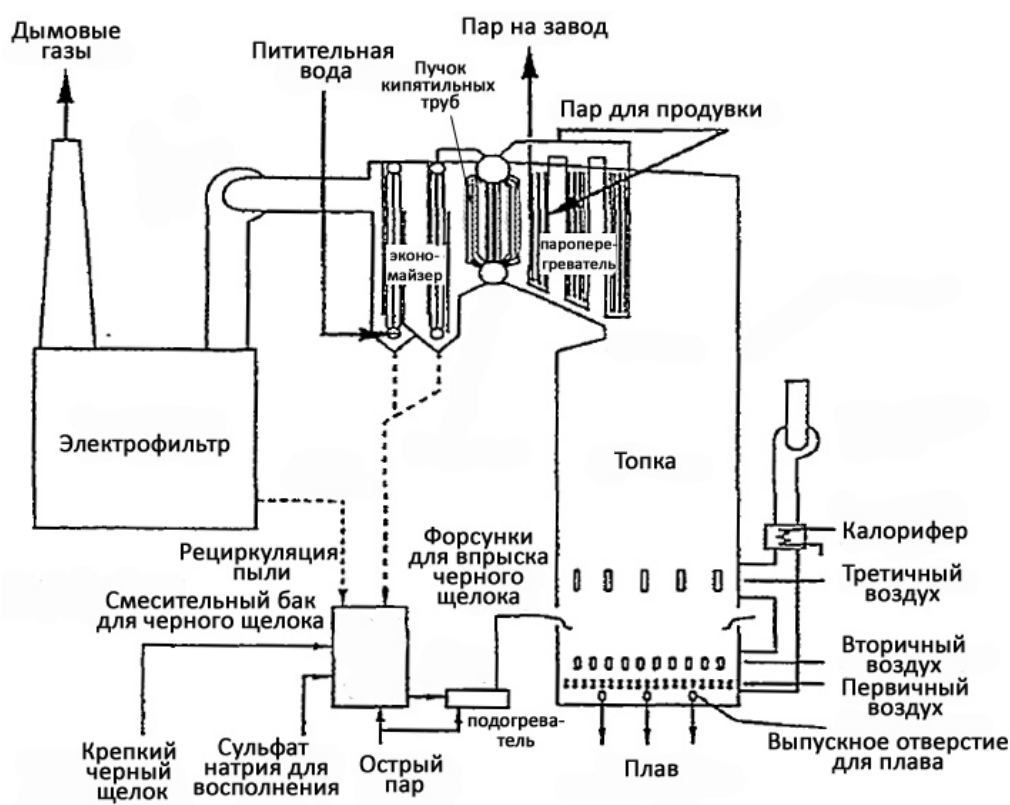 Дымовые
газы
Питительная
вода
Пучок
кипятильных
труб
Пар на завод
Пар для продувки
эконо-
майзер
паропере-
греватель
Электрофильтр
Топка
Рециркуляция
пыли
Форсунки
для впрыска
черного
щелока
Калорифер
Третичный
воздух
Смесительный бак
для черного щелока
Вторичный
воздух
Первичный
воздух
подогрева-
тель
Выпускное отверстие
для плава
Крепкий
черный
щелок
Сульфат
натрия для
восполнения
Острый
пар
Плав